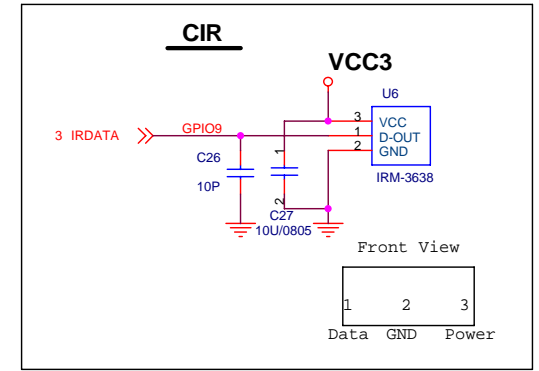 CIR
VCC3
U6
3 VCC
3 IRDATA GPIO9 1 D-OUT
2 GND
C26 1
10P IRM-3638
2
C27
10U/0805
Front View
1 2 3
Data GND Power